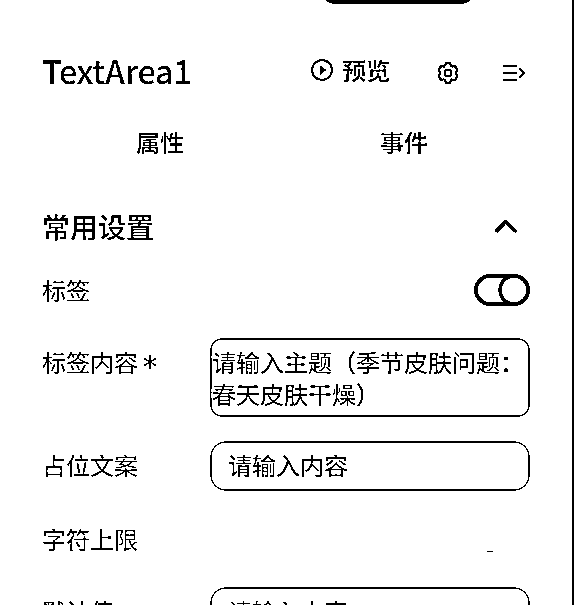 TextArea1 预览
属性 事件
常用设置
标签
标签内容* 请输入主题（季节皮肤问题：
春天皮肤干燥）
占位文案 请输入内容
字符上限 -